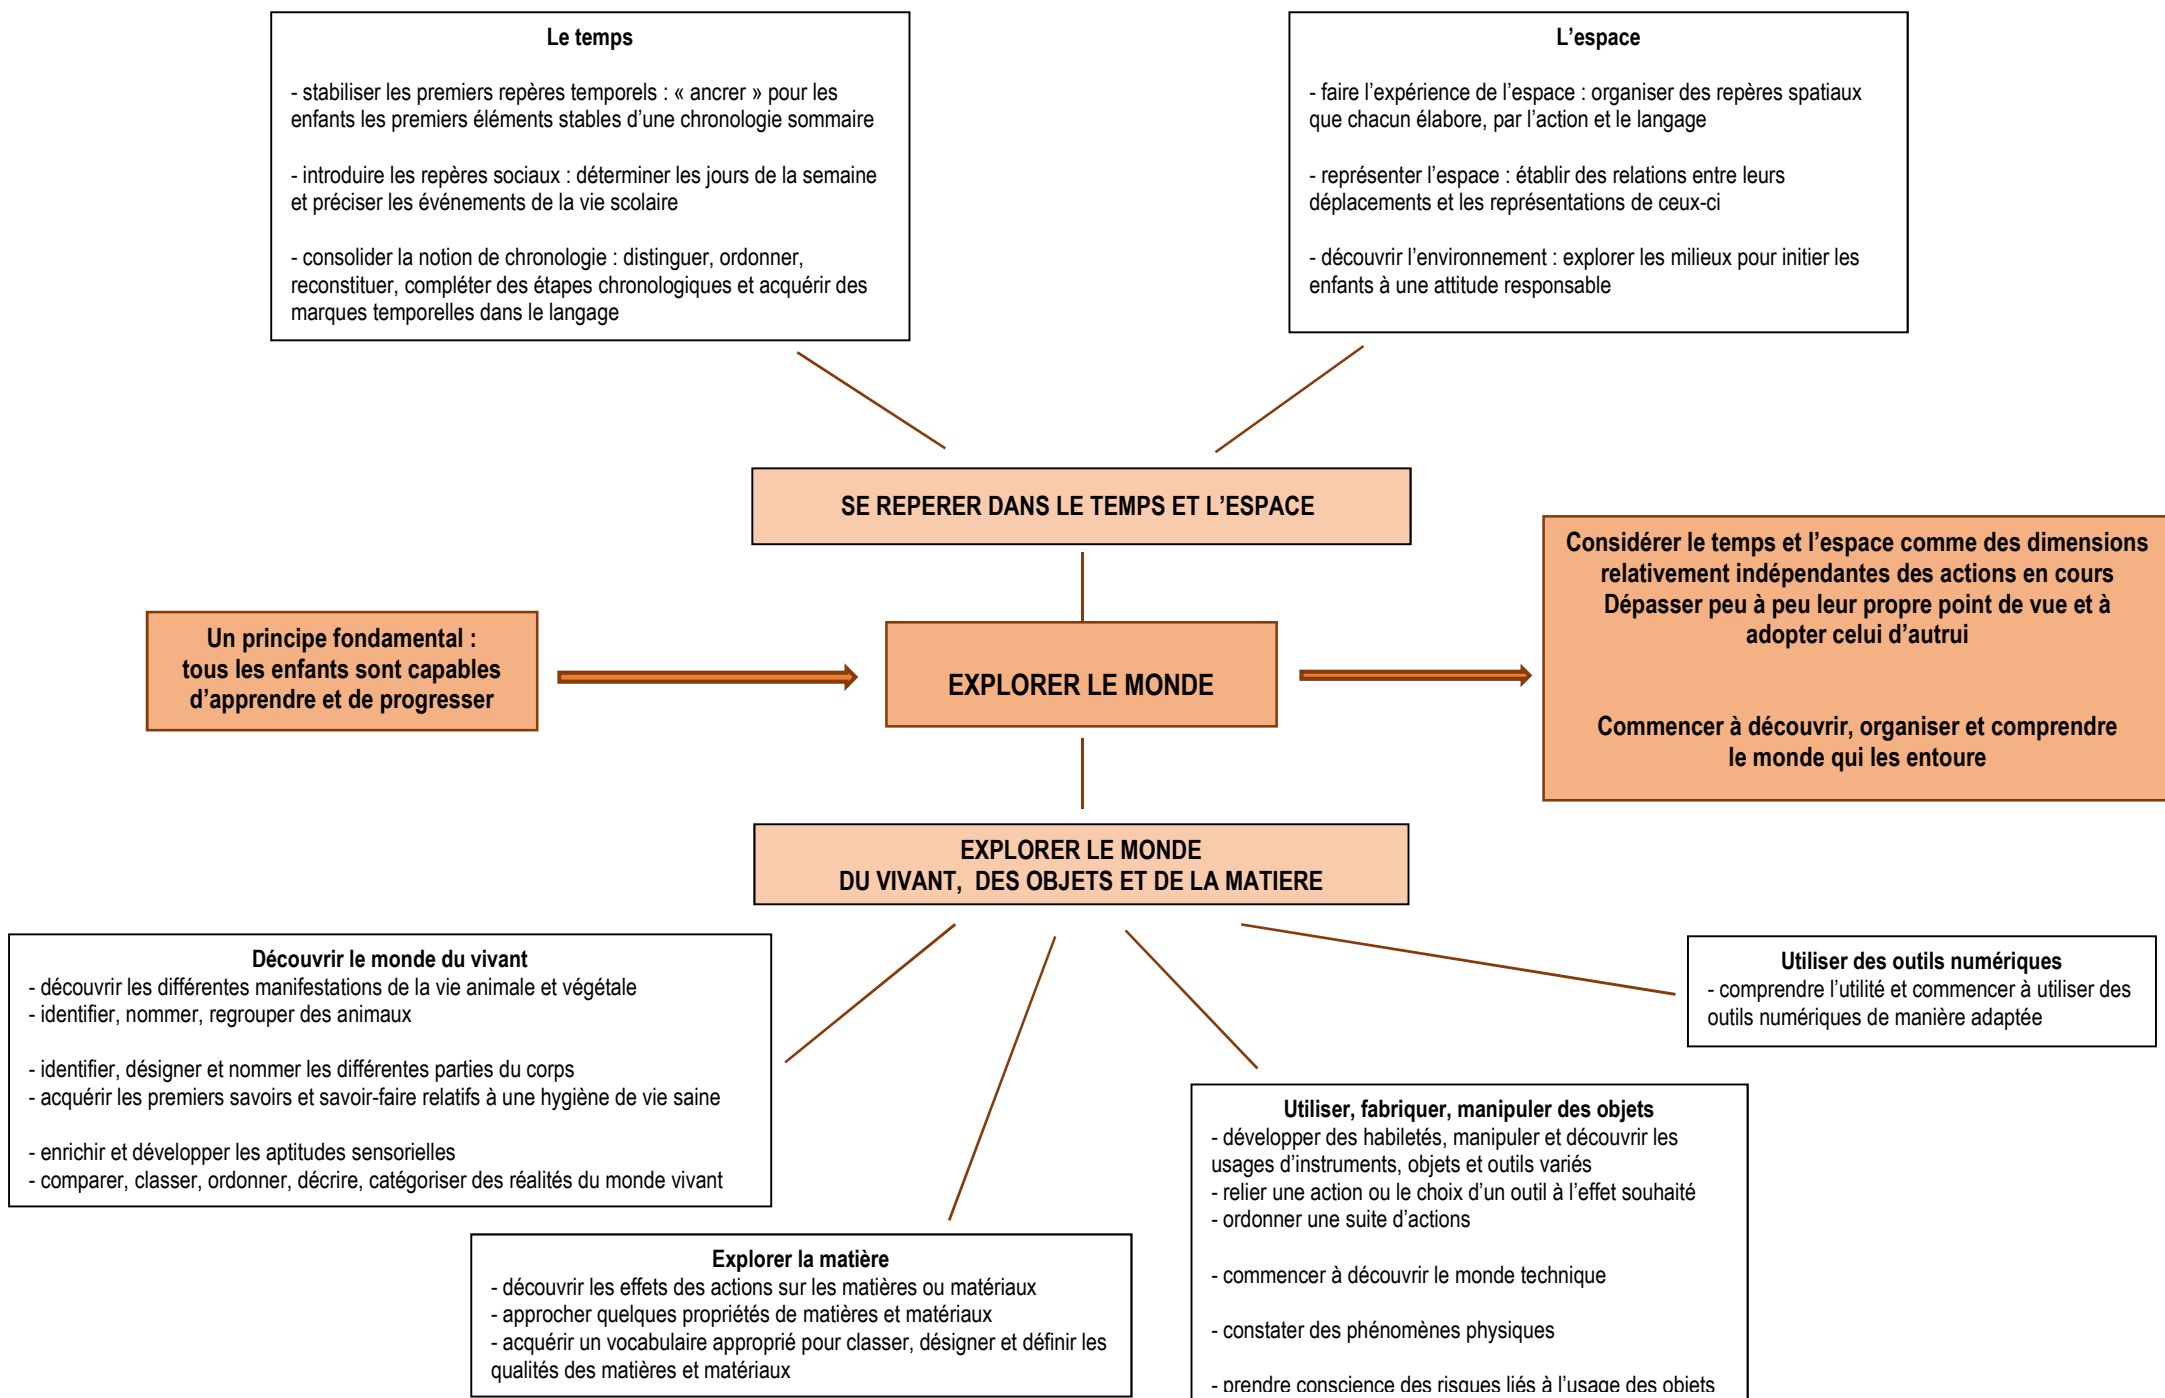 Le temps
- stabiliser les premiers repères temporels : « ancrer » pour les
enfants les premiers éléments stables d’une chronologie sommaire
- introduire les repères sociaux : déterminer les jours de la semaine
et préciser les événements de la vie scolaire
- consolider la notion de chronologie : distinguer, ordonner,
reconstituer, compléter des étapes chronologiques et acquérir des
marques temporelles dans le langage
L’espace
- faire l’expérience de l’espace : organiser des repères spatiaux
que chacun élabore, par l’action et le langage
- représenter l’espace : établir des relations entre leurs
déplacements et les représentations de ceux-ci
- découvrir l’environnement : explorer les milieux pour initier les
enfants à une attitude responsable
SE REPERER DANS LE TEMPS ET L’ESPACE
Un principe fondamental :
tous les enfants sont capables
d’apprendre et de progresser
EXPLORER LE MONDE
Considérer le temps et l’espace comme des dimensions
relativement indépendantes des actions en cours
Dépasser peu à peu leur propre point de vue et à
adopter celui d’autrui
Commencer à découvrir, organiser et comprendre
le monde qui les entoure
EXPLORER LE MONDE
DU VIVANT, DES OBJETS ET DE LA MATIERE
Découvrir le monde du vivant
- découvrir les différentes manifestations de la vie animale et végétale
- identifier, nommer, regrouper des animaux
- identifier, désigner et nommer les différentes parties du corps
- acquérir les premiers savoirs et savoir-faire relatifs à une hygiène de vie saine
- enrichir et développer les aptitudes sensorielles
- comparer, classer, ordonner, décrire, catégoriser des réalités du monde vivant
Explorer la matière
- découvrir les effets des actions sur les matières ou matériaux
- approcher quelques propriétés de matières et matériaux
- acquérir un vocabulaire approprié pour classer, désigner et définir les
qualités des matières et matériaux
Utiliser, fabriquer, manipuler des objets
- développer des habiletés, manipuler et découvrir les
usages d’instruments, objets et outils variés
- relier une action ou le choix d’un outil à l’effet souhaité
- ordonner une suite d’actions
- commencer à découvrir le monde technique
- constater des phénomènes physiques
- prendre conscience des risques liés à l’usage des objets
Utiliser des outils numériques
- comprendre l’utilité et commencer à utiliser des
outils numériques de manière adaptée